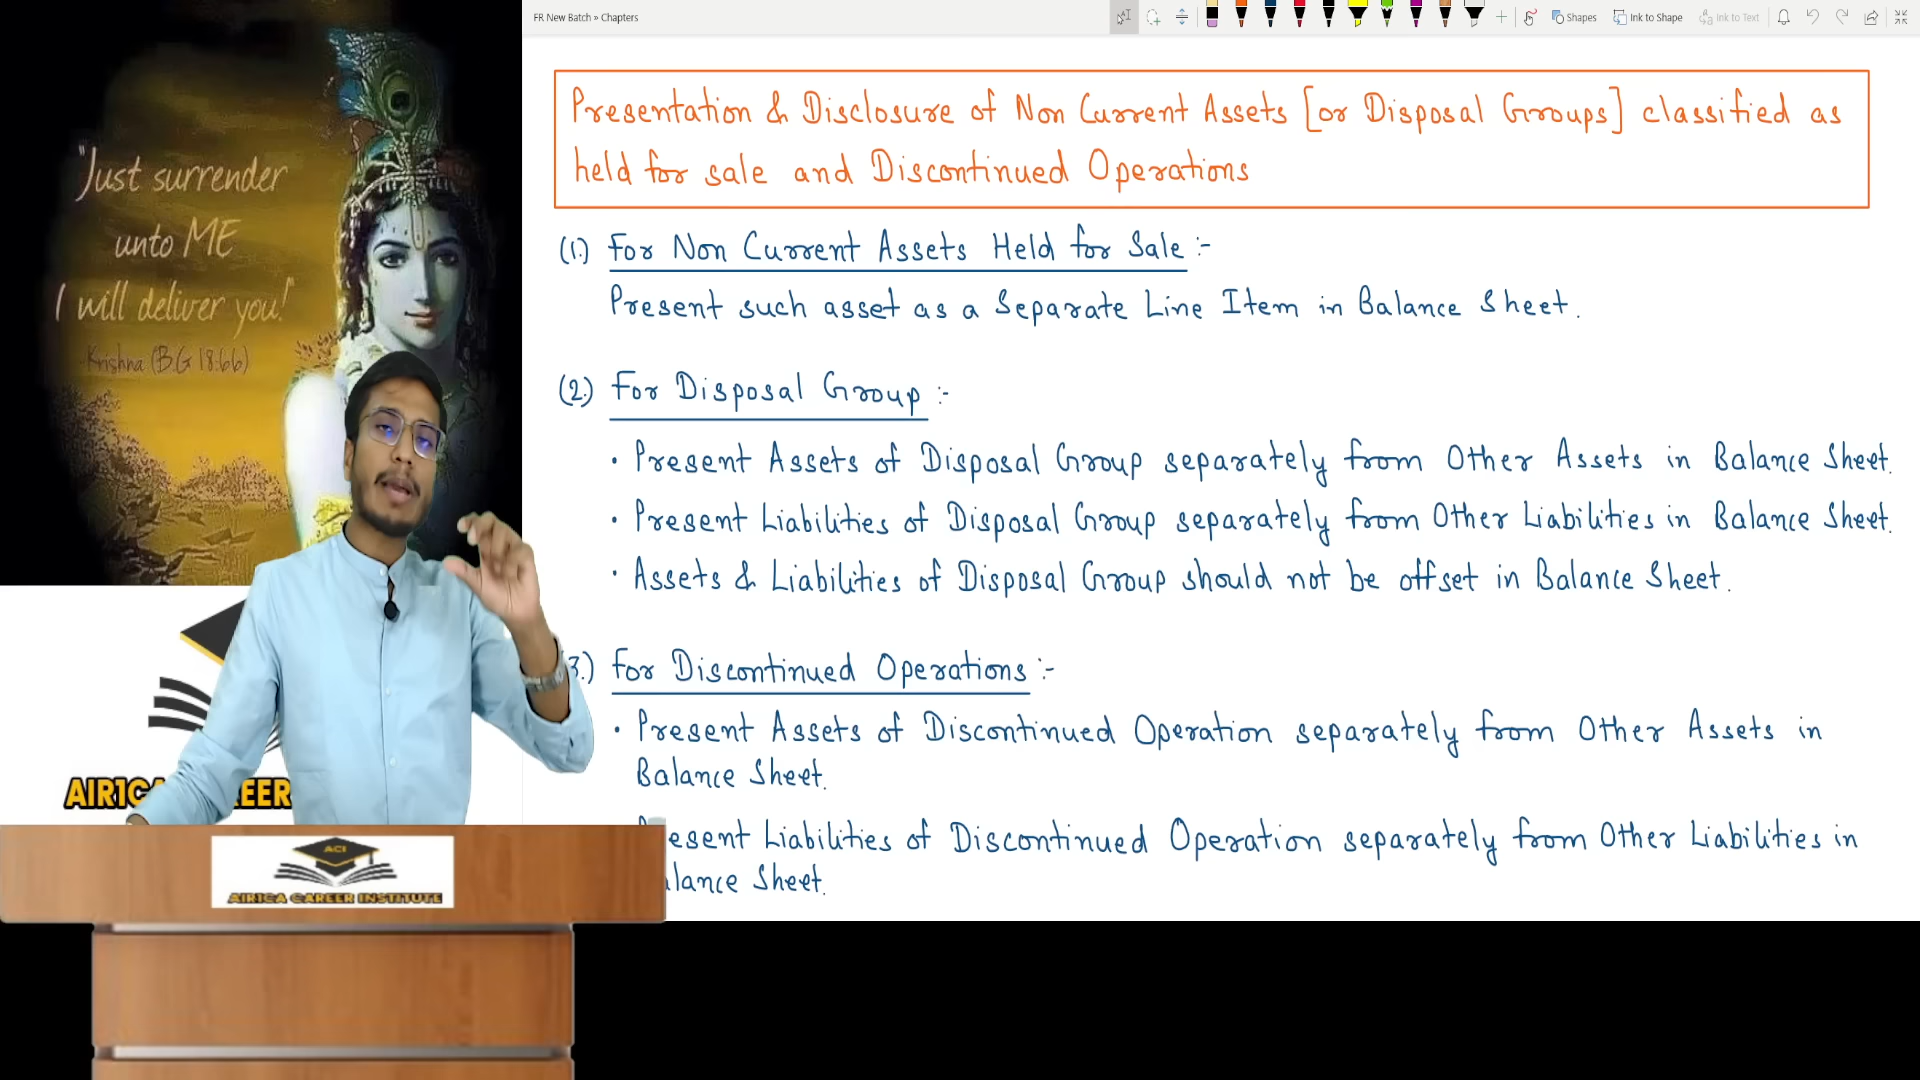 FR New Batch » Chapters
Shapes
Ink to Shape
Ink to Text
Presentation & Disclosure of Non Current Assets [or Disposal Groups] classified as
held for sale and Discontinued Operations
"Just surrender
unto ME
I will deliver you!"
Krishna (B.G 18:66)
(1.) For Non Current Assets Held for Sale :-
Present such asset as a Separate Line Item in Balance Sheet.
(2.) For Disposal Group :-
• Present Assets of Disposal Group separately from Other Assets in Balance Sheet.
• Present Liabilities of Disposal Group separately from Other Liabilities in Balance Sheet.
• Assets & Liabilities of Disposal Group should not be offset in Balance Sheet.
3.) For Discontinued Operations :-
• Present Assets of Discontinued Operation separately from Other Assets in
Balance Sheet.
esent Liabilities of Discontinued Operation separately from Other Liabilities in
lance Sheet.
AIR1CA EER
ACI
AIR1CA CAREER INSTITUTE